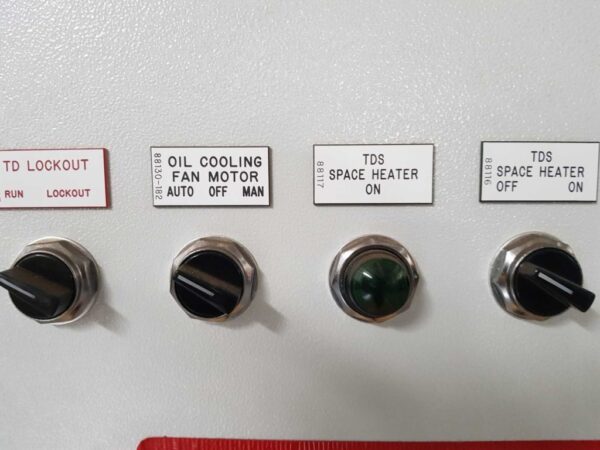 TD LOCKOUT
RUN LOCKOUT
88130-182
OIL COOLING
FAN MOTOR
AUTO OFF MAN
88117
TDS
SPACE HEATER
ON
88116
TDS
SPACE HEATER
OFF ON